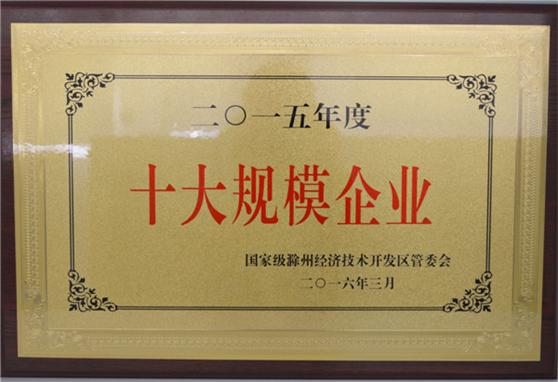 二〇一五年度
十大规模企业
国家级滁州经济技术开发区管委会
二〇一六年三月